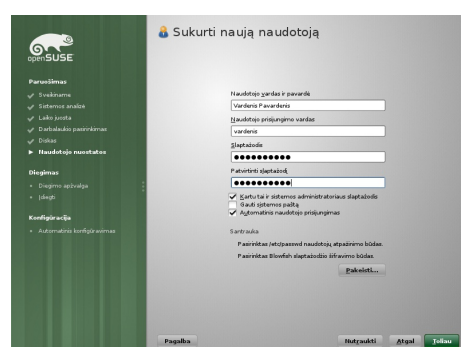 openSUSE
Paruošimas
Sveikiname
Sistemos analizė
Laiko juosta
Darbalaukio pasirinkimas
Diskas
Naudotojo nuostatos
Diegimas
Diegimo apžvalga
Įdiegti
Konfigūracija
Automatinis konfigūravimas
Sukurti naują naudotoją
Naudotojo vardas ir pavardė
Vardenis Pavardenis
Naudotojo prisijungimo vardas
vardenis
Slaptažodis
Patvirtinti slaptažodį
Kartu tai ir sistemos administratoriaus slaptažodis
Gauti sistemos paštą
Automatinis naudotojo prisijungimas
Santrauka
Pasirinktas /etc/passwd naudotojų atpažinimo būdas.
Pasirinktas Blowfish slaptažodžio šifravimo būdas.
Pakeisti...
Pagalba
Nutraukti
Atgal
Toliau